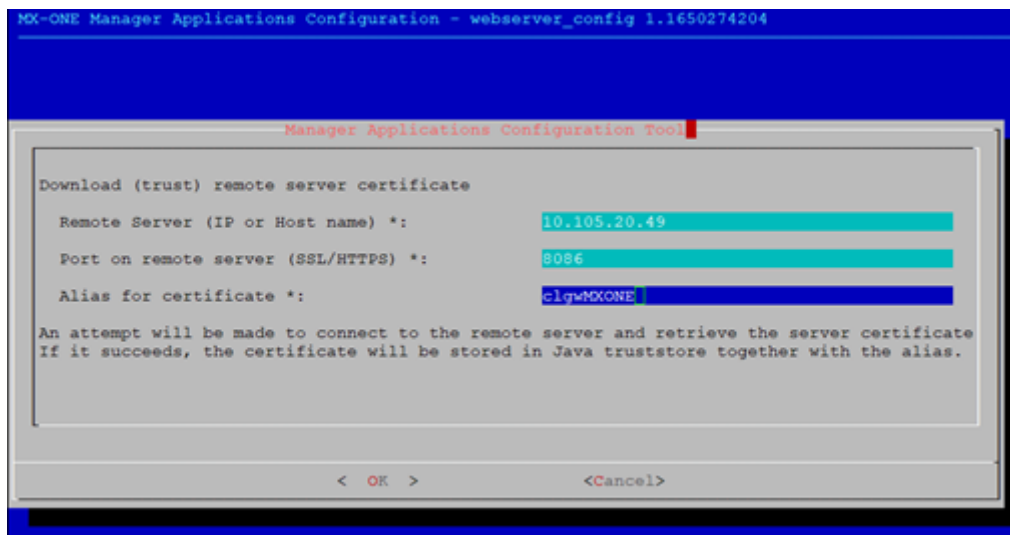 MX-ONE Manager Applications Configuration - webserver_config 1.1650274204
Manager Applications Configuration Tool
Download (trust) remote server certificate
Remote Server (IP or Host name) *: 10.105.20.49
Port on remote server (SSL/HTTPS) *: 8086
Alias for certificate *: clgwMXONE
An attempt will be made to connect to the remote server and retrieve the server certificate
If it succeeds, the certificate will be stored in Java truststore together with the alias.
< OK > <Cancel>